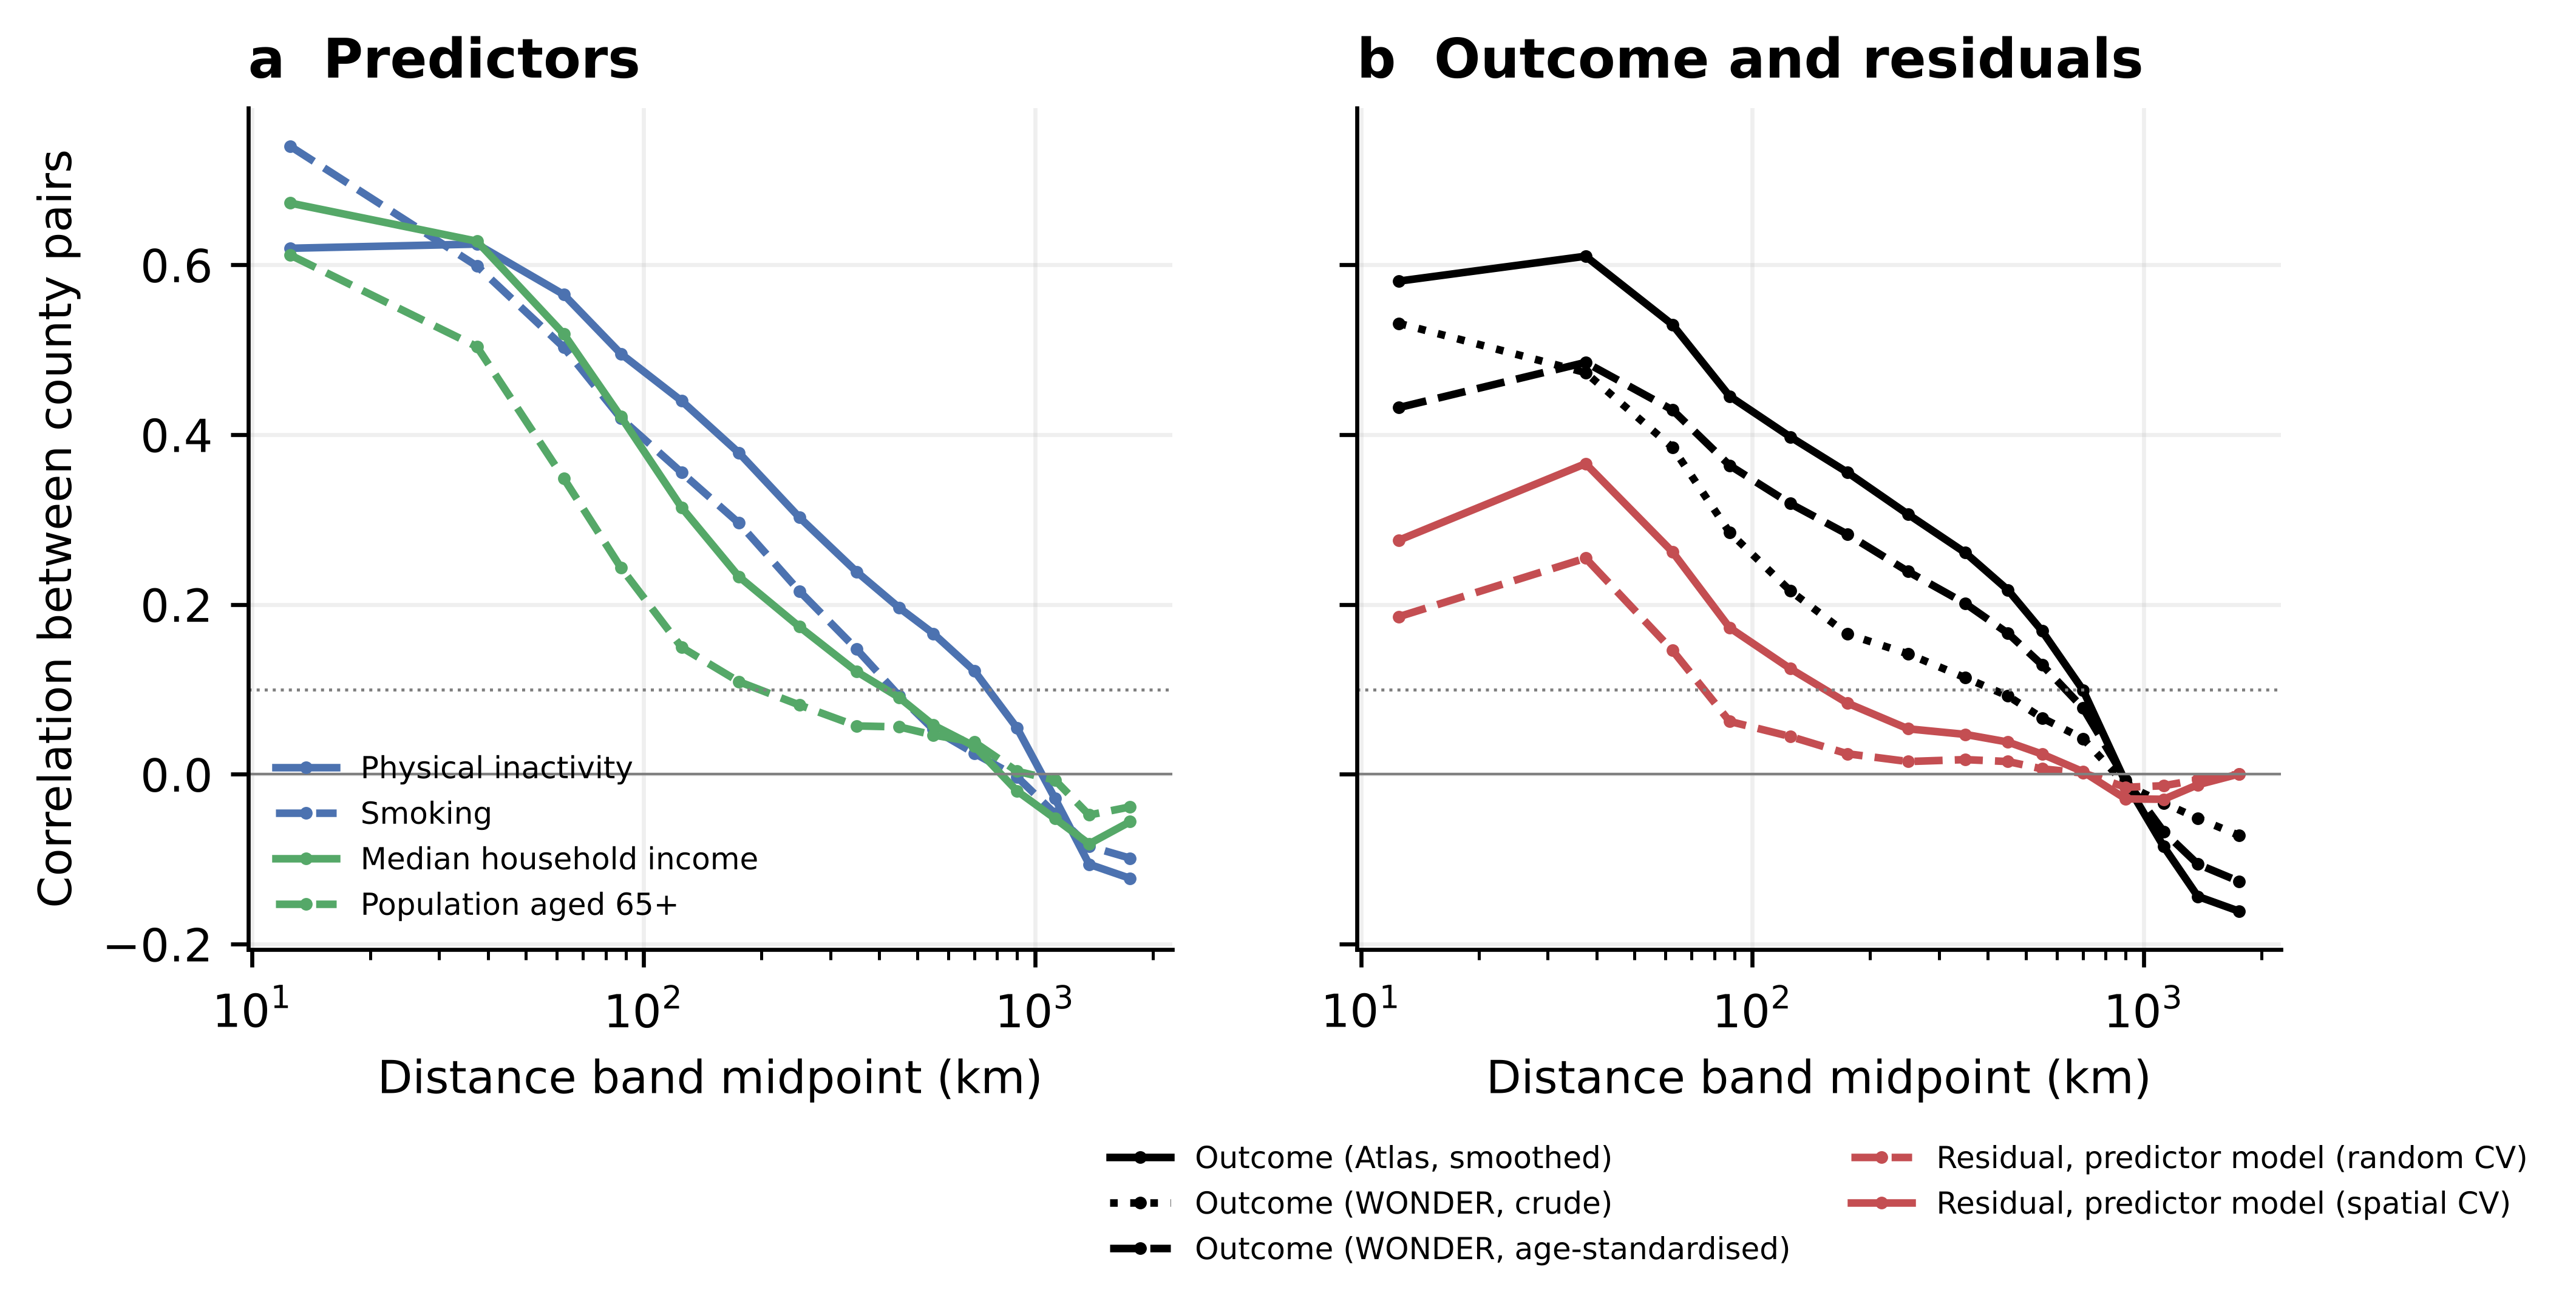 a Predictors
Correlation between county pairs
0.6
0.4
0.2
0.0
−0.2
Physical inactivity
Smoking
Median household income
Population aged 65+
10¹
10²
10³
Distance band midpoint (km)
b Outcome and residuals
10¹
10²
10³
Distance band midpoint (km)
Outcome (Atlas, smoothed)
Outcome (WONDER, crude)
Outcome (WONDER, age-standardised)
Residual, predictor model (random CV)
Residual, predictor model (spatial CV)